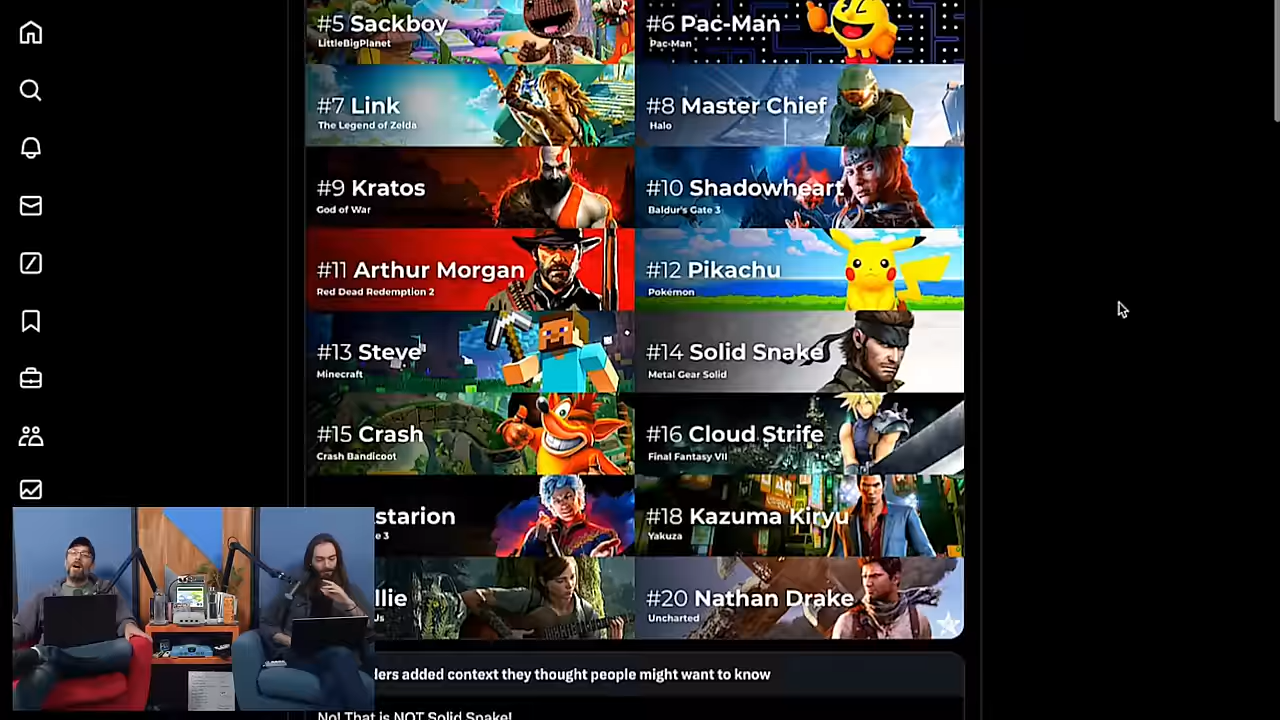 #5 Sackboy
LittleBigPlanet
#6 Pac-Man
Pac-Man
#7 Link
The Legend of Zelda
#8 Master Chief
Halo
#9 Kratos
God of War
#10 Shadowheart
Baldur's Gate 3
#11 Arthur Morgan
Red Dead Redemption 2
#12 Pikachu
Pokémon
#13 Steve
Minecraft
#14 Solid Snake
Metal Gear Solid
#15 Crash
Crash Bandicoot
#16 Cloud Strife
Final Fantasy VII
starion
e 3
#18 Kazuma Kiryu
Yakuza
llie
Js
#20 Nathan Drake
Uncharted
ders added context they thought people might want to know
No! That is NOT Solid Snake!